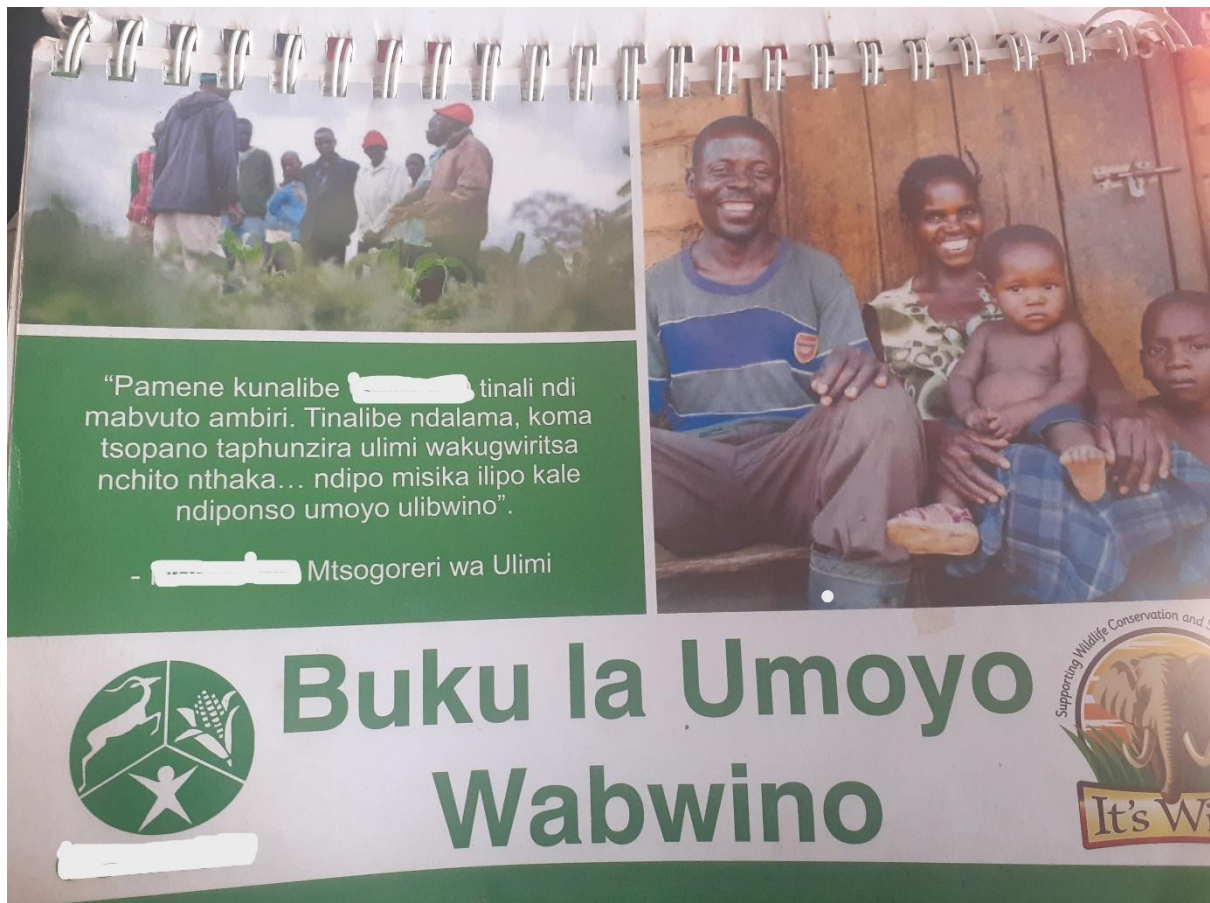 “Pamene kunalibe tinali ndi
mabvuto ambiri. Tinalibe ndalama, koma
tsopano taphunzira ulimi wakugwiritsa
nchito nthaka... ndipo misika ilipo kale
ndiponso umoyo ulibwino”.
- Mtsogoreri wa Ulimi
Buku la Umoyo
Wabwino
Supporting Wildlife Conservation and
It's